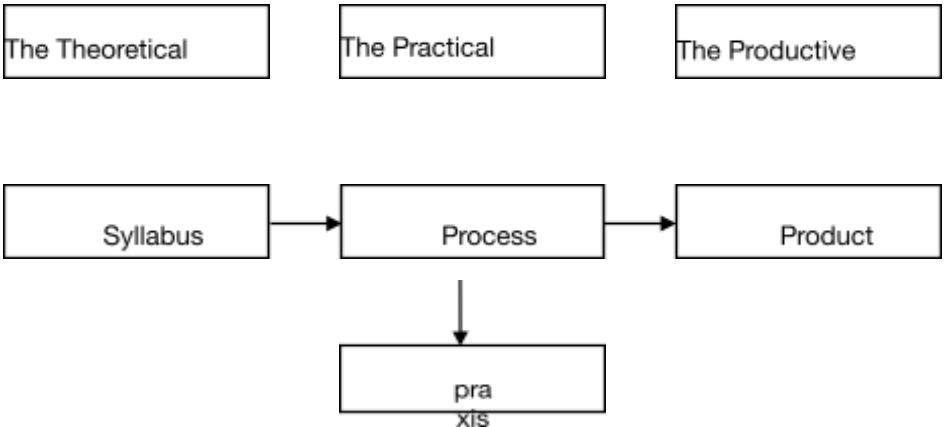 The Theoretical
The Practical
The Productive
Syllabus
Process
Product
pra
xis